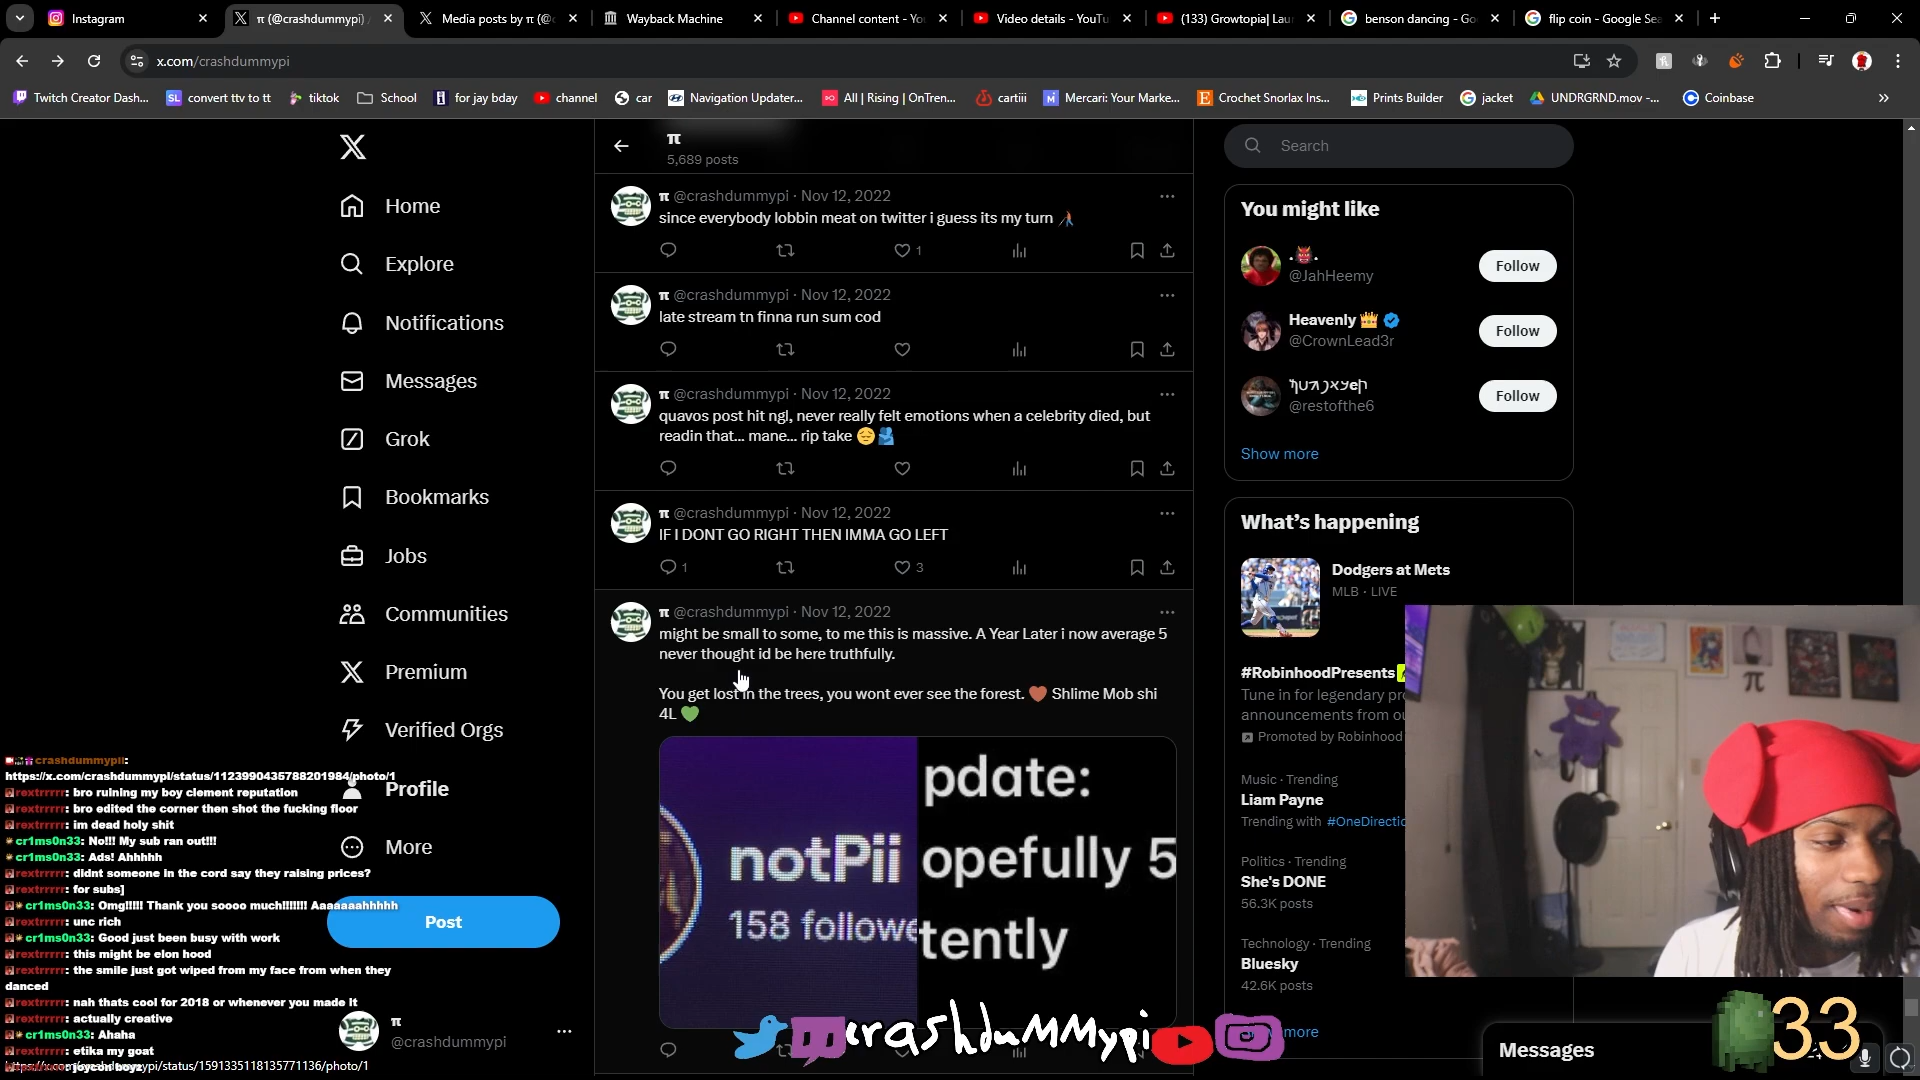 Instagram
π (@crashdummypi) /
Media posts by π (@c
Wayback Machine
Channel content - Yo
Video details - YouTu
(133) Growtopia| Lau
benson dancing - Go
flip coin - Google Sea
x.com/crashdummypi
Twitch Creator Dash...
convert ttv to tt
tiktok
School
for jay bday
channel
car
Navigation Updater...
All | Rising | OnTren...
cartiii
Mercari: Your Marke...
Crochet Snorlax Ins...
Prints Builder
jacket
UNDRGRND.mov -...
Coinbase
Home
Explore
Notifications
Messages
Grok
Bookmarks
Jobs
Communities
Premium
Verified Orgs
Profile
More
Post
π
@crashdummypi
π
5,689 posts
π @crashdummypi · Nov 12, 2022
since everybody lobbin meat on twitter i guess its my turn
1
π @crashdummypi · Nov 12, 2022
late stream tn finna run sum cod
π @crashdummypi · Nov 12, 2022
quavos post hit ngl, never really felt emotions when a celebrity died, but
readin that... mane... rip take 😔🫂
π @crashdummypi · Nov 12, 2022
IF I DONT GO RIGHT THEN IMMA GO LEFT
1
3
π @crashdummypi · Nov 12, 2022
might be small to some, to me this is massive. A Year Later i now average 5
never thought id be here truthfully.
You get lost in the trees, you wont ever see the forest. 🤎 Shlime Mob shi
4L 💚
notPii
158 followe
pdate:
opefully 5
tently
Search
You might like
.👹.
@JahHeemy
Follow
Heavenly 👑
@CrownLead3r
Follow
@restofthe6
Follow
Show more
What's happening
Dodgers at Mets
MLB · LIVE
#RobinhoodPresents
Tune in for legendary pr
announcements from ou
Promoted by Robinhood
Music · Trending
Liam Payne
Trending with #OneDirectio
Politics · Trending
She's DONE
56.3K posts
Technology · Trending
Bluesky
42.6K posts
more
Messages
crashdummypii:
https://x.com/crashdummypi/status/1123990435788201984/photo/1
rextrrrrr: bro ruining my boy clement reputation
rextrrrrr: bro edited the corner then shot the fucking floor
rextrrrrr: im dead holy shit
cr1ms0n33: No!!! My sub ran out!!!
cr1ms0n33: Ads! Ahhhhh
rextrrrrr: didnt someone in the cord say they raising prices?
rextrrrrr: for subs]
cr1ms0n33: Omg!!!!! Thank you soooo much!!!!!!! Aaaaaaahhhhh
rextrrrrr: unc rich
cr1ms0n33: Good just been busy with work
rextrrrrr: this might be elon hood
rextrrrrr: the smile just got wiped from my face from when they
danced
rextrrrrr: nah thats cool for 2018 or whenever you made it
rextrrrrr: actually creative
cr1ms0n33: Ahaha
rextrrrrr: etika my goat
crashdummypi
33
π